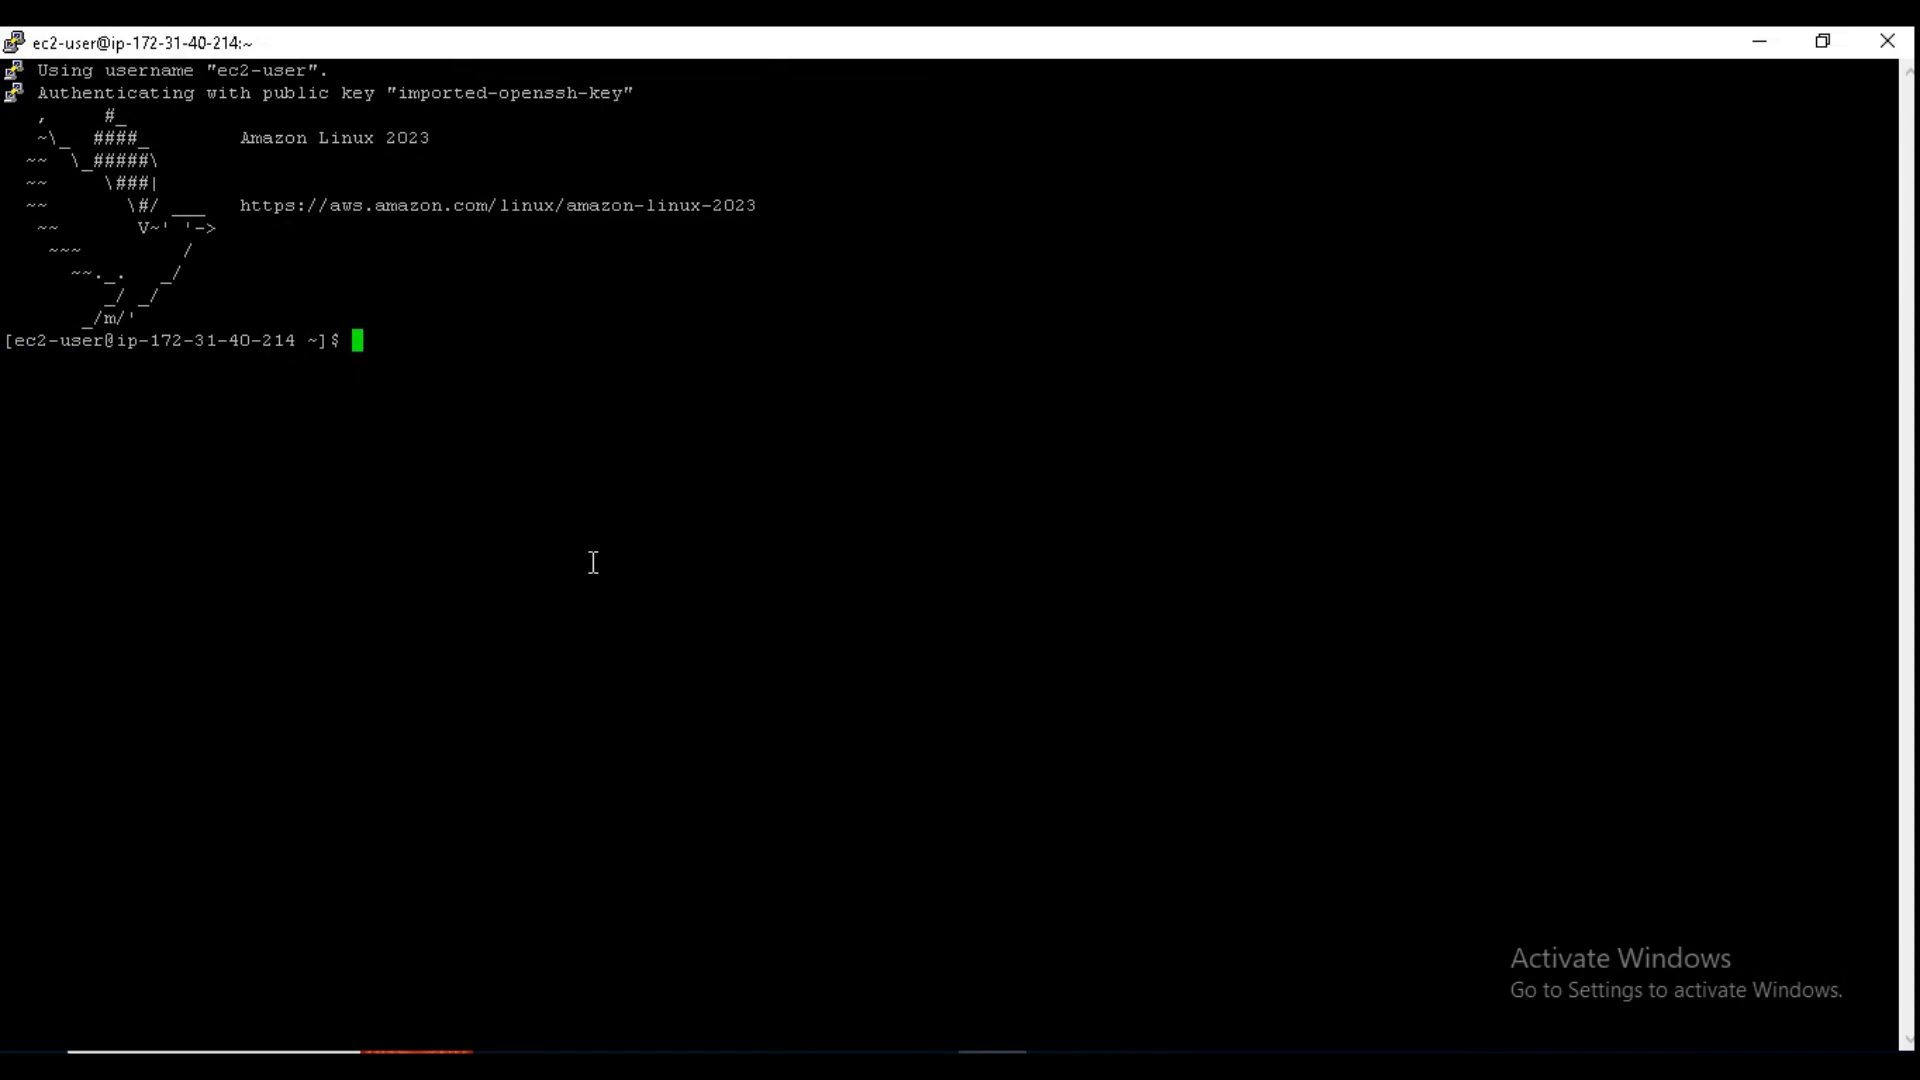 ec2-user@ip-172-31-40-214:~
Using username "ec2-user".
Authenticating with public key "imported-openssh-key"
   ,     #_
   ~\_  ####_        Amazon Linux 2023
  ~~  \_#####\
  ~~     \###|
  ~~       \#/ ___   https://aws.amazon.com/linux/amazon-linux-2023
   ~~       V~' '->
    ~~~         /
      ~~._.   _/
         _/ _/
       _/m/'
[ec2-user@ip-172-31-40-214 ~]$
Activate Windows
Go to Settings to activate Windows.